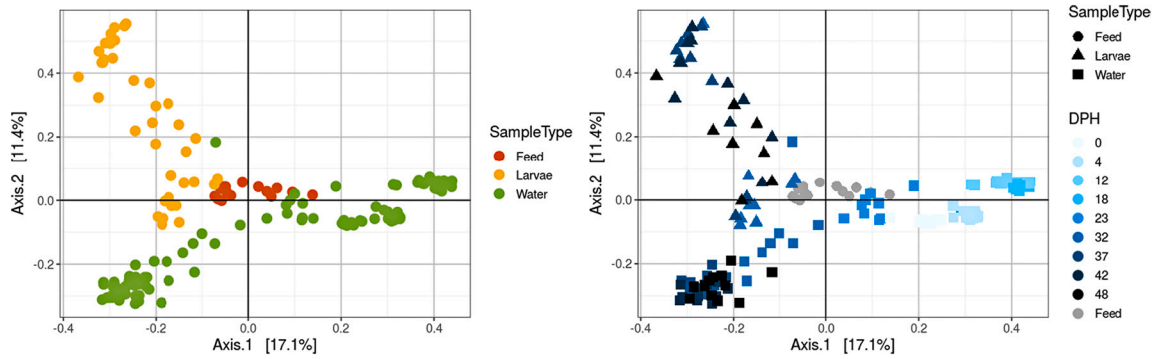 Axis.2 [11.4%]
0.4
0.2
0.0
-0.2
-0.4
-0.2
0.0
0.2
0.4
Axis.1 [17.1%]
SampleType
Feed
Larvae
Water
Axis.2 [11.4%]
0.4
0.2
0.0
-0.2
-0.4
-0.2
0.0
0.2
0.4
Axis.1 [17.1%]
SampleType
Feed
Larvae
Water
DPH
0
4
12
18
23
32
37
42
48
Feed